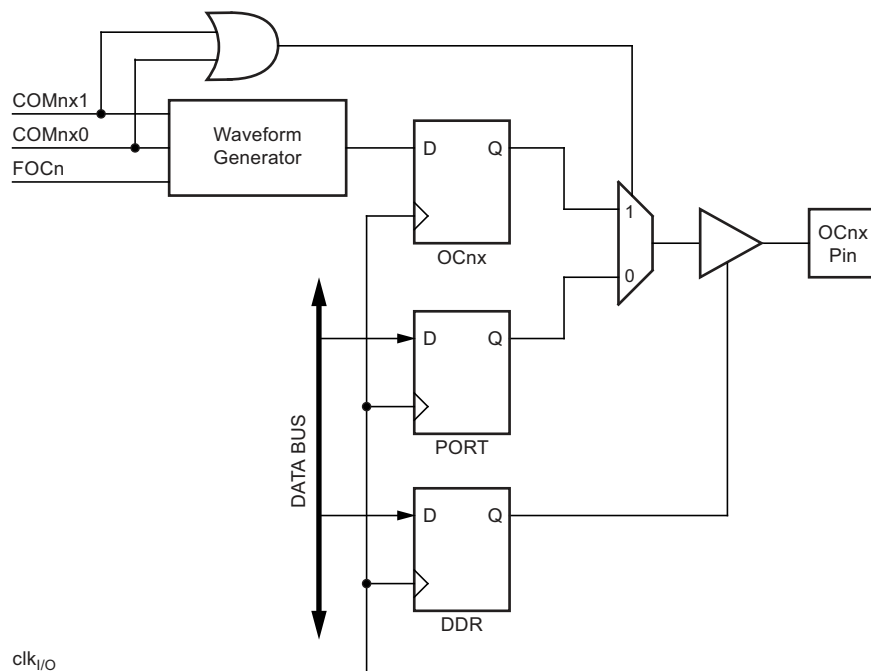 COMnx1
COMnx0
FOCn
Waveform
Generator
D
Q
OCnx
1
0
OCnx
Pin
D
Q
PORT
DATA BUS
D
Q
DDR
clkI/O